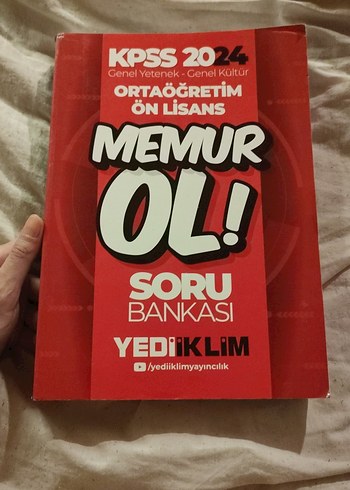 KPSS 2024
Genel Yetenek - Genel Kültür
ORTAÖĞRETİM
ÖN LİSANS
MEMUR
OL!
SORU
BANKASI
YEDİİKLİM
/yediiklimyayıncılık